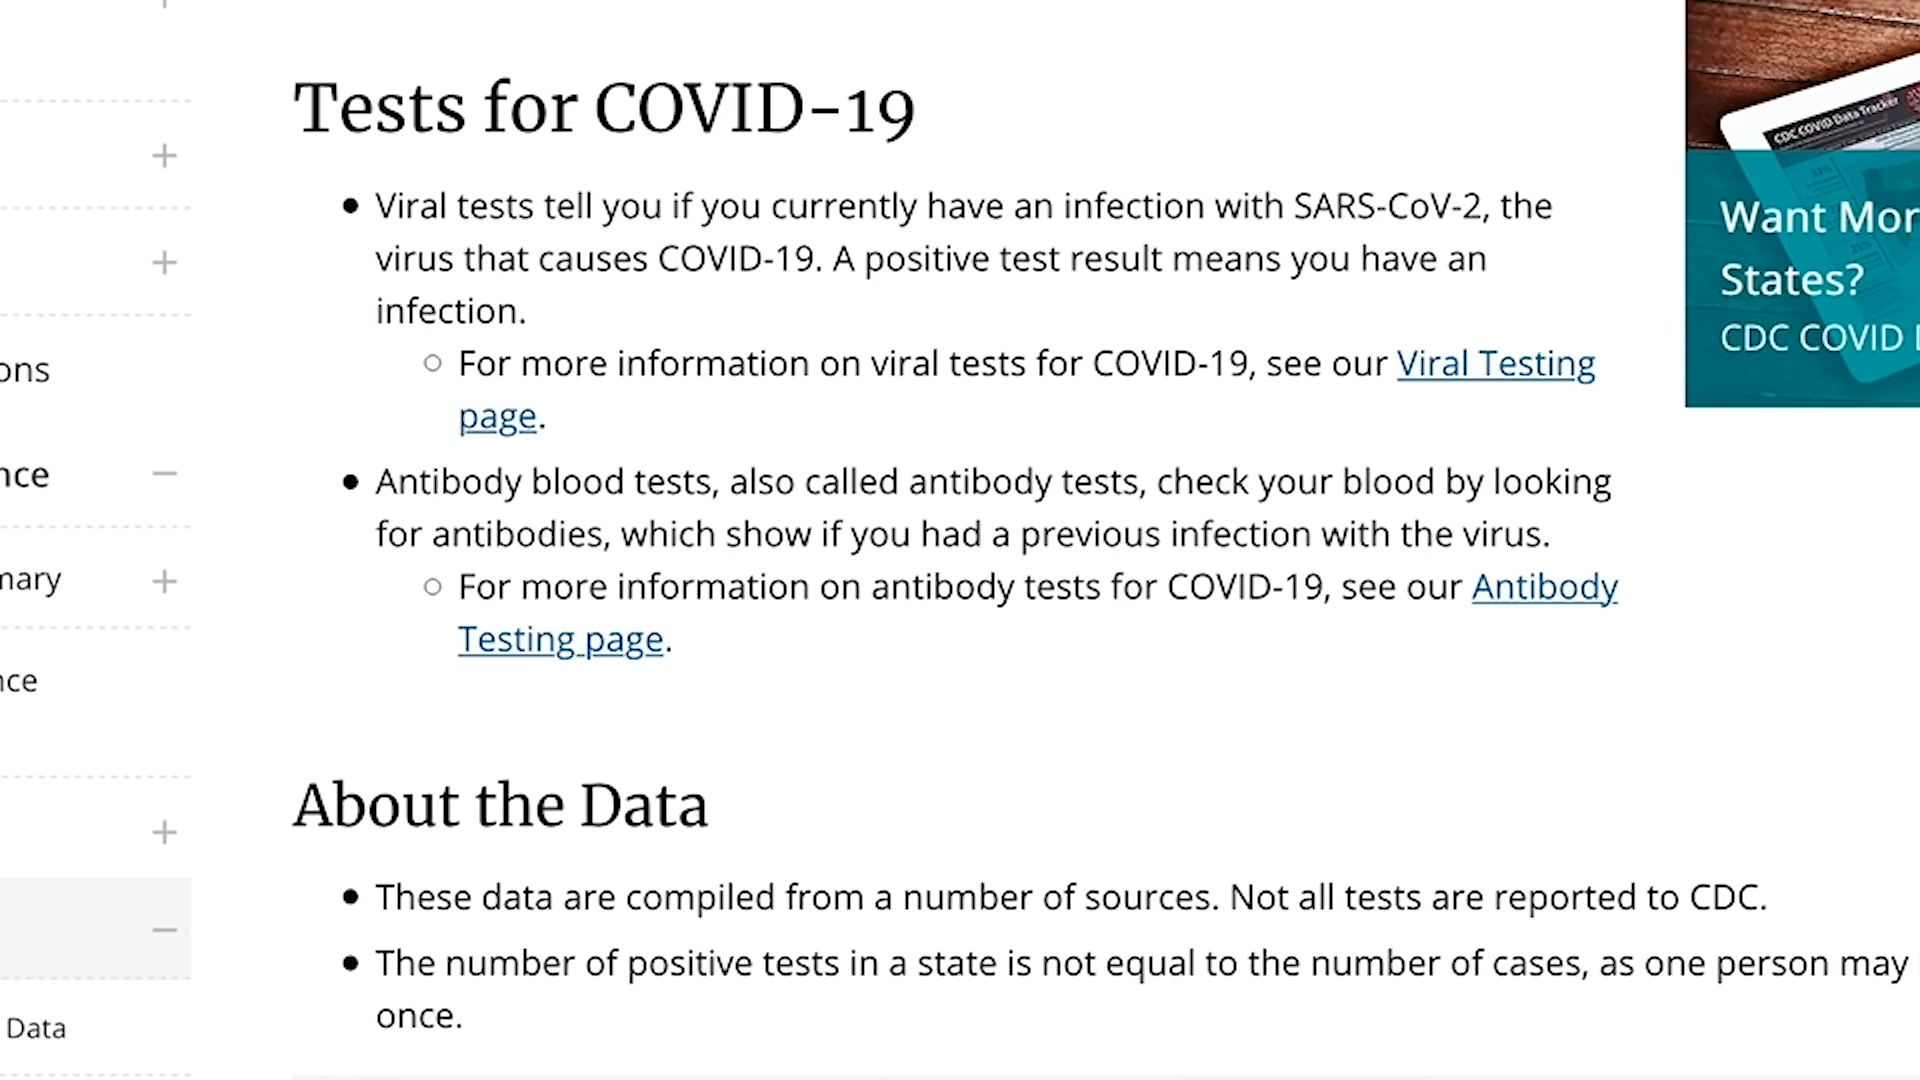 Tests for COVID-19
Viral tests tell you if you currently have an infection with SARS-CoV-2, the
virus that causes COVID-19. A positive test result means you have an
infection.
For more information on viral tests for COVID-19, see our Viral Testing
page.
Antibody blood tests, also called antibody tests, check your blood by looking
for antibodies, which show if you had a previous infection with the virus.
For more information on antibody tests for COVID-19, see our Antibody
Testing page.
About the Data
These data are compiled from a number of sources. Not all tests are reported to CDC.
The number of positive tests in a state is not equal to the number of cases, as one person may
once.
ons
nce
mary
nce
Data
CDC COVID Data Tracker
Want Mor
States?
CDC COVID